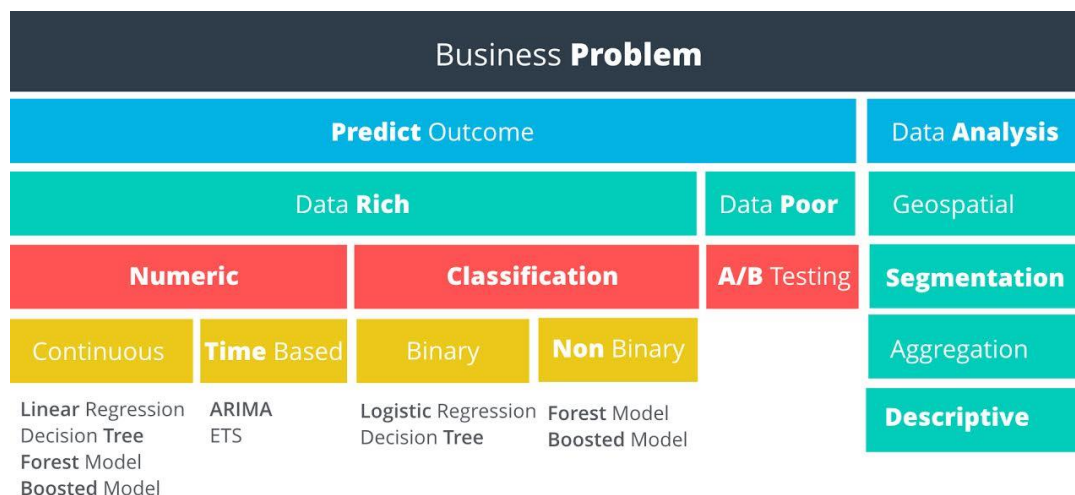 Business Problem
Predict Outcome
Data Analysis
Data Rich
Data Poor
Geospatial
Numeric
Classification
A/B Testing
Segmentation
Continuous
Time Based
Binary
Non Binary
Aggregation
Linear Regression
Decision Tree
Forest Model
Boosted Model
ARIMA
ETS
Logistic Regression
Decision Tree
Forest Model
Boosted Model
Descriptive